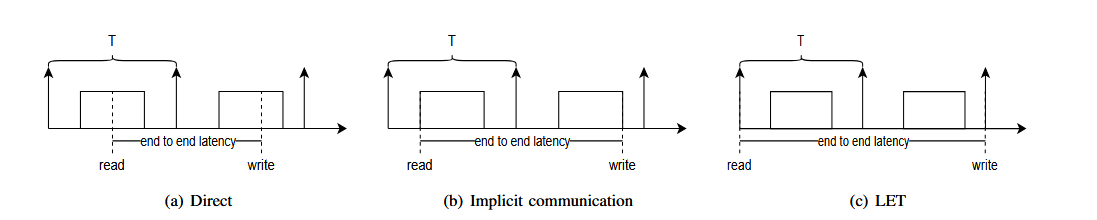 T
T
T
end to end latency
end to end latency
end to end latency
read
write
read
write
read
write
(a) Direct
(b) Implicit communication
(c) LET